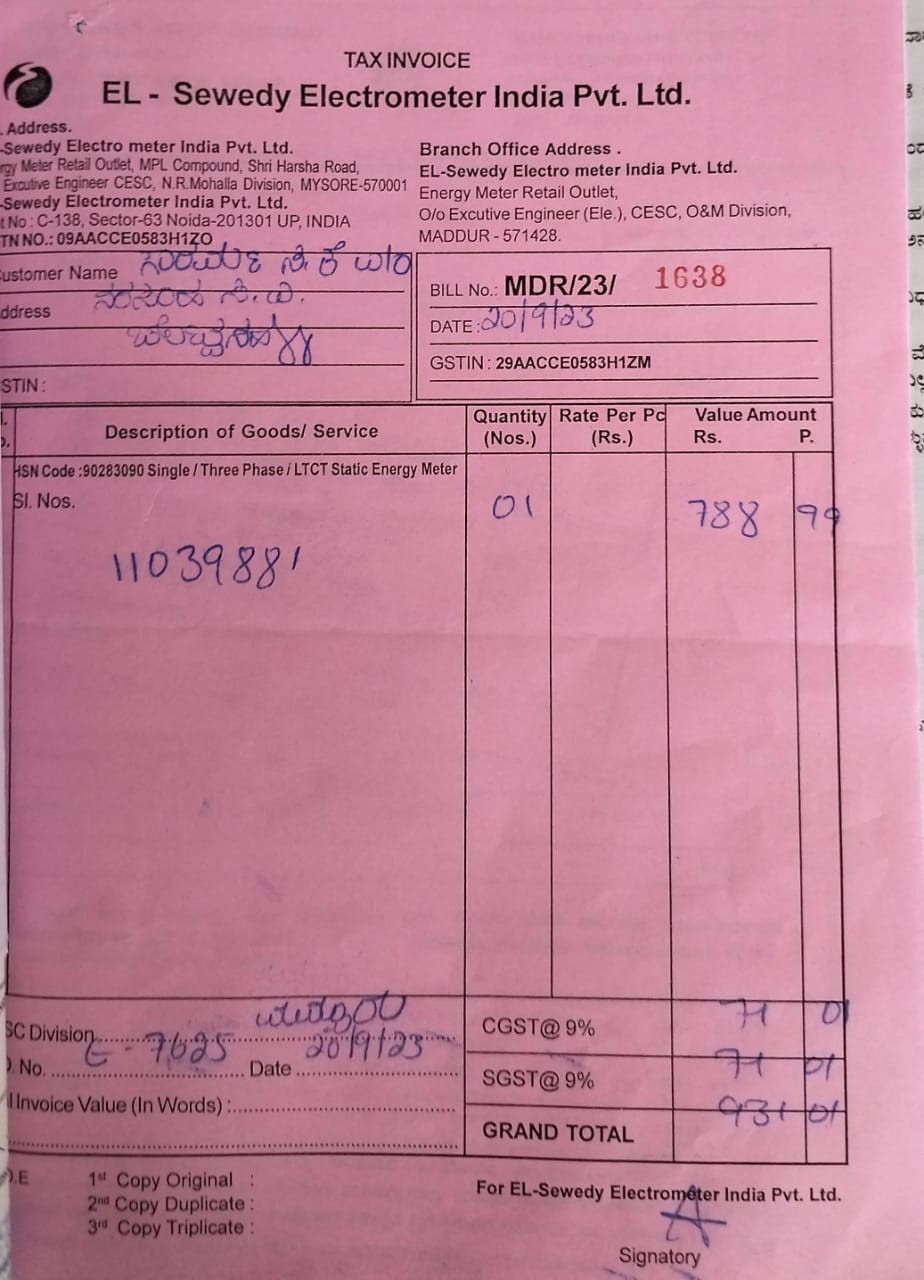 TAX INVOICE
EL - Sewedy Electrometer India Pvt. Ltd.
. Address.
-Sewedy Electro meter India Pvt. Ltd.
rgy Meter Retail Outlet, MPL Compound, Shri Harsha Road,
Excutive Engineer CESC, N.R.Mohalla Division, MYSORE-570001
-Sewedy Electrometer India Pvt. Ltd.
t No : C-138, Sector-63 Noida-201301 UP, INDIA
TN NO.: 09AACCE0583H1ZO
Branch Office Address .
EL-Sewedy Electro meter India Pvt. Ltd.
Energy Meter Retail Outlet,
O/o Excutive Engineer (Ele.), CESC, O&M Division,
MADDUR - 571428.
ustomer Name
ddress
STIN :
BILL No.: MDR/23/ 1638
DATE : 20/9/23
GSTIN : 29AACCE0583H1ZM
Description of Goods/ Service Quantity (Nos.) Rate Per Pc (Rs.) Value Amount Rs. P.
HSN Code :90283090 Single / Three Phase / LTCT Static Energy Meter
Sl. Nos. 01 788 99
11039881
SC Division
CGST@ 9% 71 01
. No. E - 7625 Date 20/9/23
SGST@ 9% 71 01
l Invoice Value (In Words) :
GRAND TOTAL 931 01
.E
1st Copy Original :
2nd Copy Duplicate :
3rd Copy Triplicate :
For EL-Sewedy Electrometer India Pvt. Ltd.
Signatory